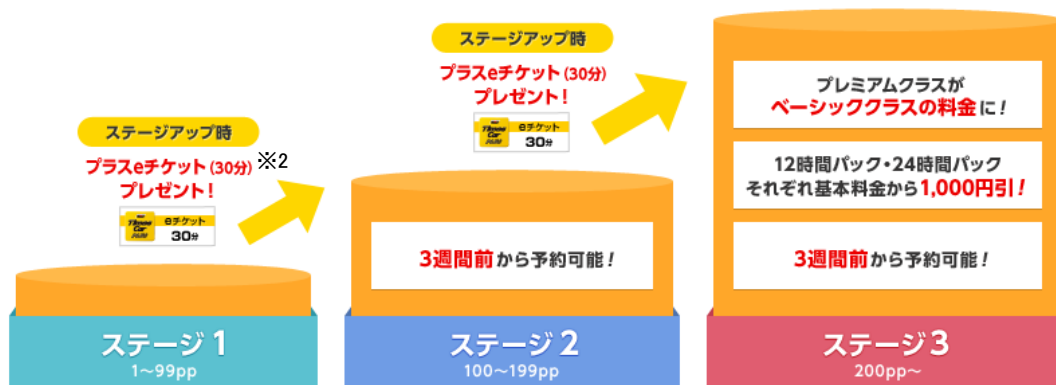 ステージアップ時
プラスeチケット(30分)※2
プレゼント!
Times
Car
PLUS
eチケット
30分
ステージ1
1〜99pp
ステージアップ時
プラスeチケット(30分)
プレゼント!
Times
Car
PLUS
eチケット
30分
3週間前から予約可能!
ステージ2
100〜199pp
プレミアムクラスが
ベーシッククラスの料金に!
12時間パック・24時間パック
それぞれ基本料金から1,000円引!
3週間前から予約可能!
ステージ3
200pp〜